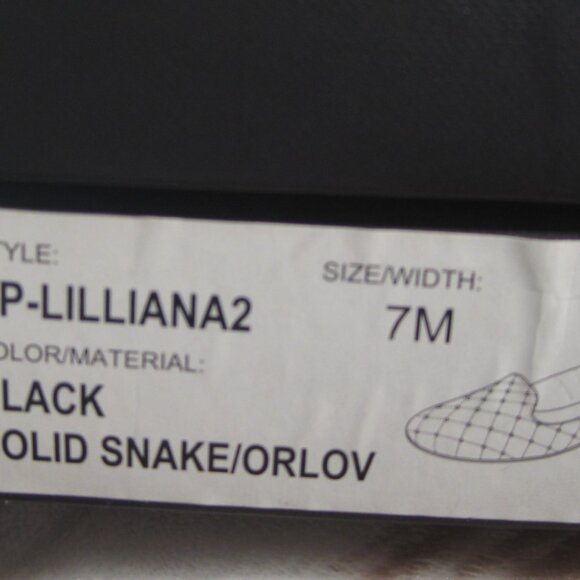 TYLE:
P-LILLIANA2
SIZE/WIDTH:
7M
OLOR/MATERIAL:
LACK
OLID SNAKE/ORLOV